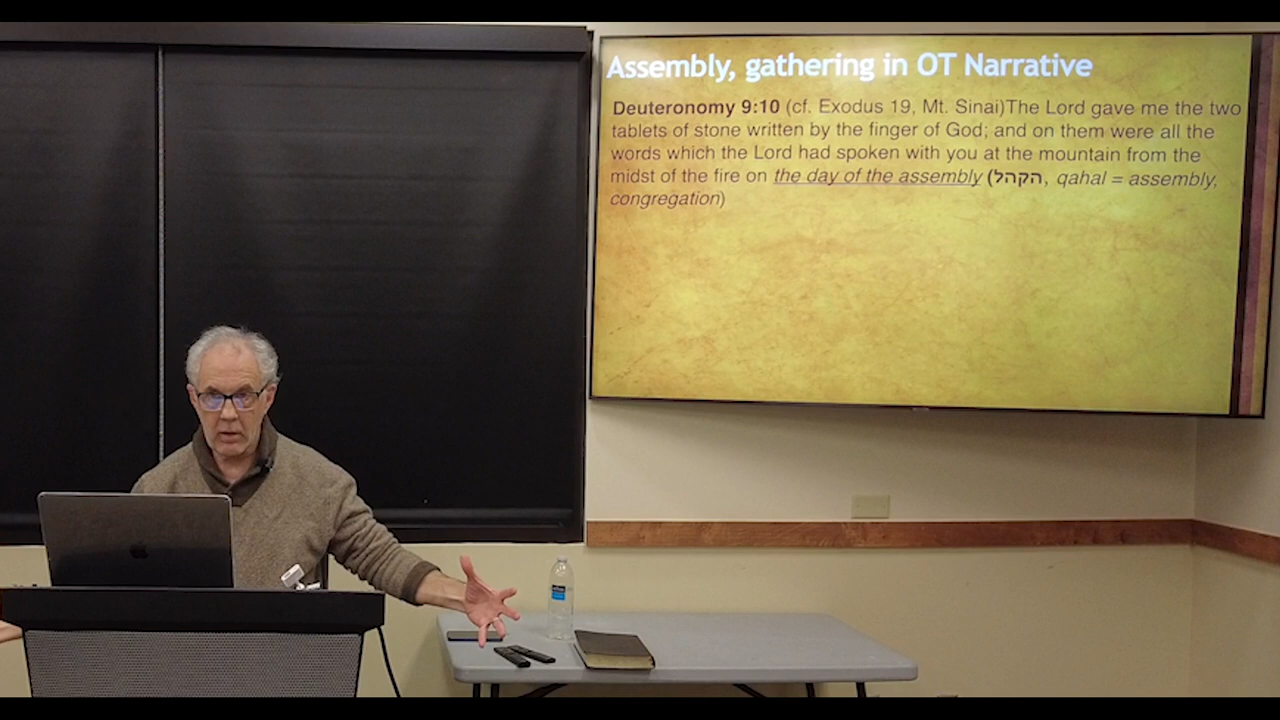 Assembly, gathering in OT Narrative
Deuteronomy 9:10 (cf. Exodus 19, Mt. Sinai)The Lord gave me the two
tablets of stone written by the finger of God; and on them were all the
words which the Lord had spoken with you at the mountain from the
midst of the fire on the day of the assembly (הקהל, qahal = assembly,
congregation)